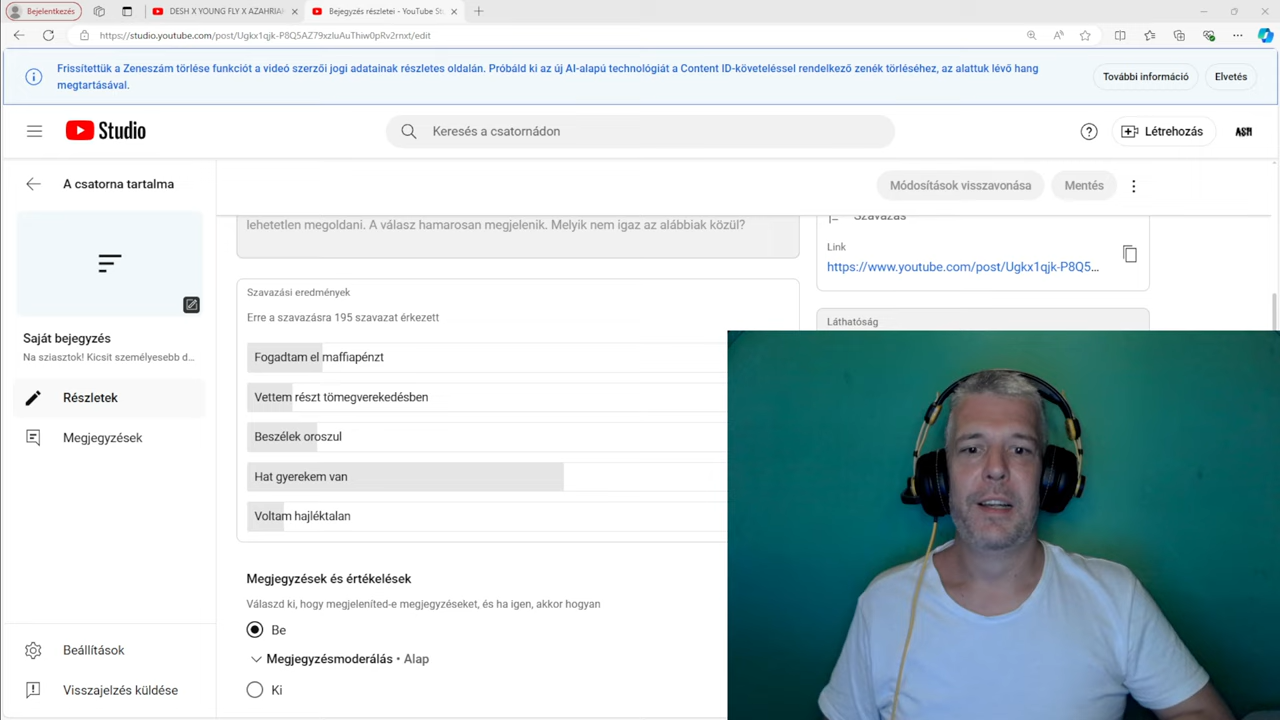 Bejelentkezés
DESH X YOUNG FLY X AZAHRIAH
Bejegyzés részletei - YouTube St
https://studio.youtube.com/post/Ugkx1qjk-P8Q5AZ79xzluAuThiw0pRv2rnxt/edit
Frissítettük a Zeneszám törlése funkciót a videó szerzői jogi adatainak részletes oldalán. Próbáld ki az új AI-alapú technológiát a Content ID-követeléssel rendelkező zenék törléséhez, az alattuk lévő hang
megtartásával.
További információ
Elvetés
Studio
Keresés a csatornádon
Létrehozás
ASM
A csatorna tartalma
Módosítások visszavonása
Mentés
lehetetlen megoldani. A válasz hamarosan megjelenik. Melyik nem igaz az alábbiak közül?
Szavazás
Link
https://www.youtube.com/post/Ugkx1qjk-P8Q5...
Láthatóság
Saját bejegyzés
Na sziasztok! Kicsit személyesebb d...
Részletek
Megjegyzések
Szavazási eredmények
Erre a szavazásra 195 szavazat érkezett
Fogadtam el maffiapénzt
Vettem részt tömegverekedésben
Beszélek oroszul
Hat gyerekem van
Voltam hajléktalan
Megjegyzések és értékelések
Válaszd ki, hogy megjeleníted-e megjegyzéseket, és ha igen, akkor hogyan
Be
Megjegyzésmoderálás • Alap
Ki
Beállítások
Visszajelzés küldése